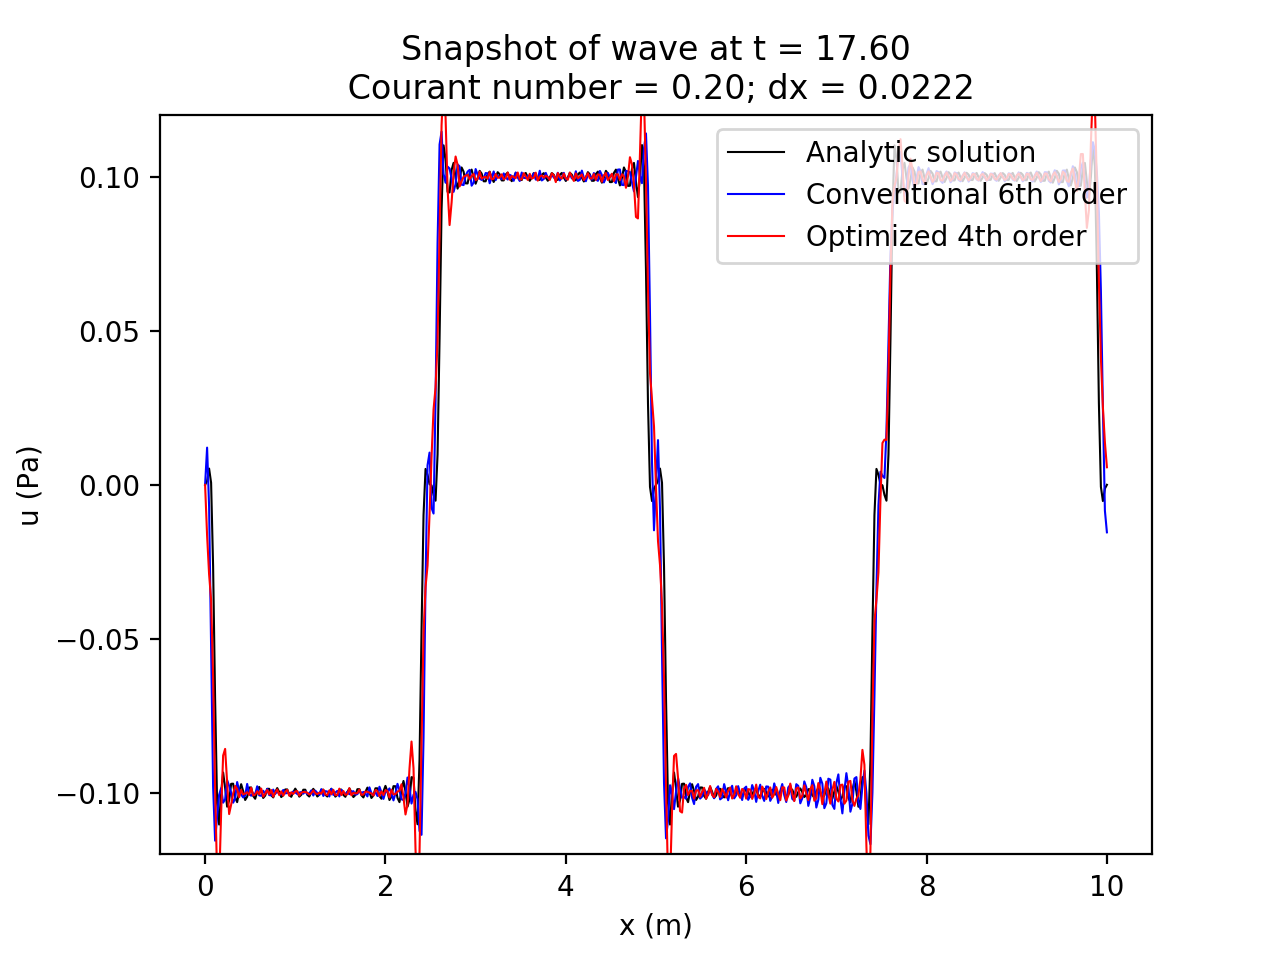 Snapshot of wave at t = 17.60
Courant number = 0.20; dx = 0.0222
Analytic solution
Conventional 6th order
Optimized 4th order
0.10
0.05
0.00
−0.05
−0.10
u (Pa)
0 2 4 6 8 10
x (m)